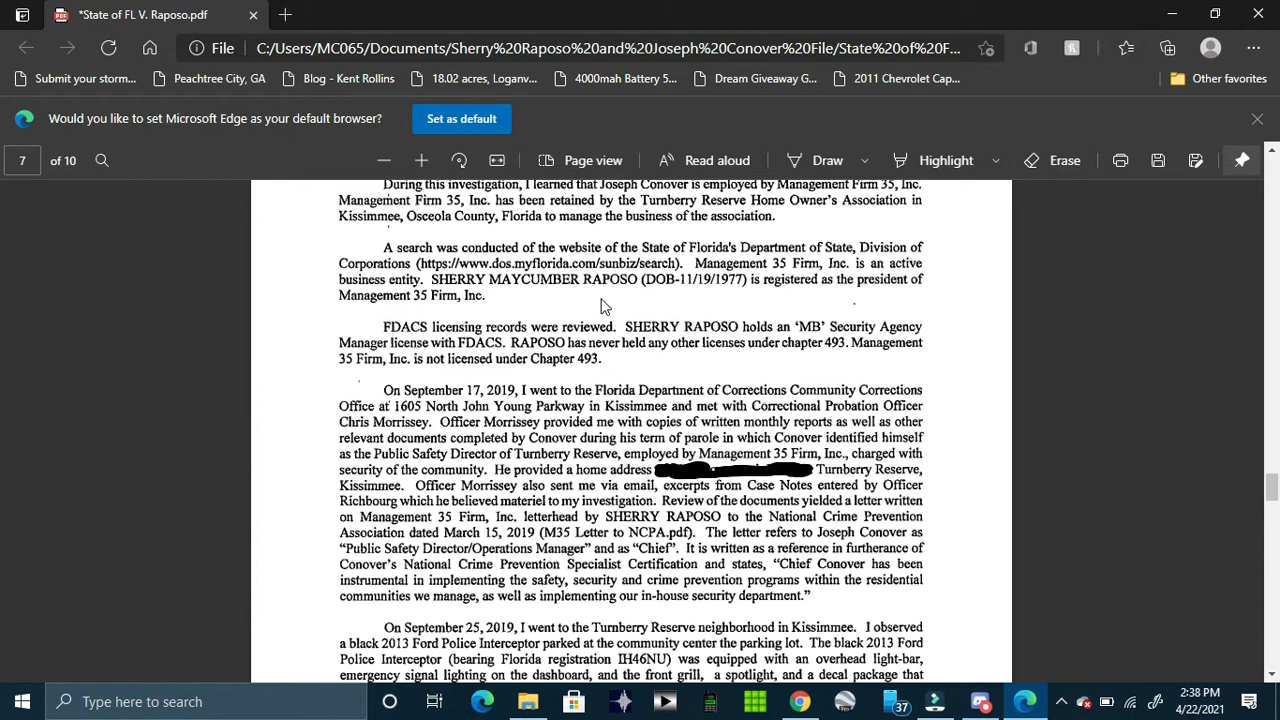 *State of FL V. Raposo.pdf
File C:/Users/MC065/Documents/Sherry%20Raposo%20and%20Joseph%20Conover%20File/State%20of%20F...
Submit your storm... Peachtree City, GA Blog - Kent Rollins 18.02 acres, Loganv... 4000mah Battery 5... Dream Giveaway G... 2011 Chevrolet Cap... Other favorites
Would you like to set Microsoft Edge as your default browser? Set as default
7 of 10 Page view Read aloud Draw Highlight Erase
During this investigation, I learned that Joseph Conover is employed by Management Firm 35, Inc.
Management Firm 35, Inc. has been retained by the Turnberry Reserve Home Owner's Association in
Kissimmee, Osceola County, Florida to manage the business of the association.
A search was conducted of the website of the State of Florida's Department of State, Division of
Corporations (https://www.dos.myflorida.com/sunbiz/search). Management 35 Firm, Inc. is an active
business entity. SHERRY MAYCUMBER RAPOSO (DOB-11/19/1977) is registered as the president of
Management 35 Firm, Inc.
FDACS licensing records were reviewed. SHERRY RAPOSO holds an 'MB' Security Agency
Manager license with FDACS. RAPOSO has never held any other licenses under chapter 493. Management
35 Firm, Inc. is not licensed under Chapter 493.
On September 17, 2019, I went to the Florida Department of Corrections Community Corrections
Office at 1605 North John Young Parkway in Kissimmee and met with Correctional Probation Officer
Chris Morrissey. Officer Morrissey provided me with copies of written monthly reports as well as other
relevant documents completed by Conover during his term of parole in which Conover identified himself
as the Public Safety Director of Turnberry Reserve, employed by Management 35 Firm, Inc., charged with
security of the community. He provided a home address Turnberry Reserve,
Kissimmee. Officer Morrissey also sent me via email, excerpts from Case Notes entered by Officer
Richbourg which he believed materiel to my investigation. Review of the documents yielded a letter written
on Management 35 Firm, Inc. letterhead by SHERRY RAPOSO to the National Crime Prevention
Association dated March 15, 2019 (M35 Letter to NCPA.pdf). The letter refers to Joseph Conover as
“Public Safety Director/Operations Manager” and as “Chief”. It is written as a reference in furtherance of
Conover's National Crime Prevention Specialist Certification and states, “Chief Conover has been
instrumental in implementing the safety, security and crime prevention programs within the residential
communities we manage, as well as implementing our in-house security department.”
On September 25, 2019, I went to the Turnberry Reserve neighborhood in Kissimmee. I observed
a black 2013 Ford Police Interceptor parked at the community center the parking lot. The black 2013 Ford
Police Interceptor (bearing Florida registration IH46NU) was equipped with an overhead light-bar,
emergency signal lighting on the dashboard, and the front grill, a spotlight, and a decal package that
Type here to search 37 2:38 PM
4/22/2021